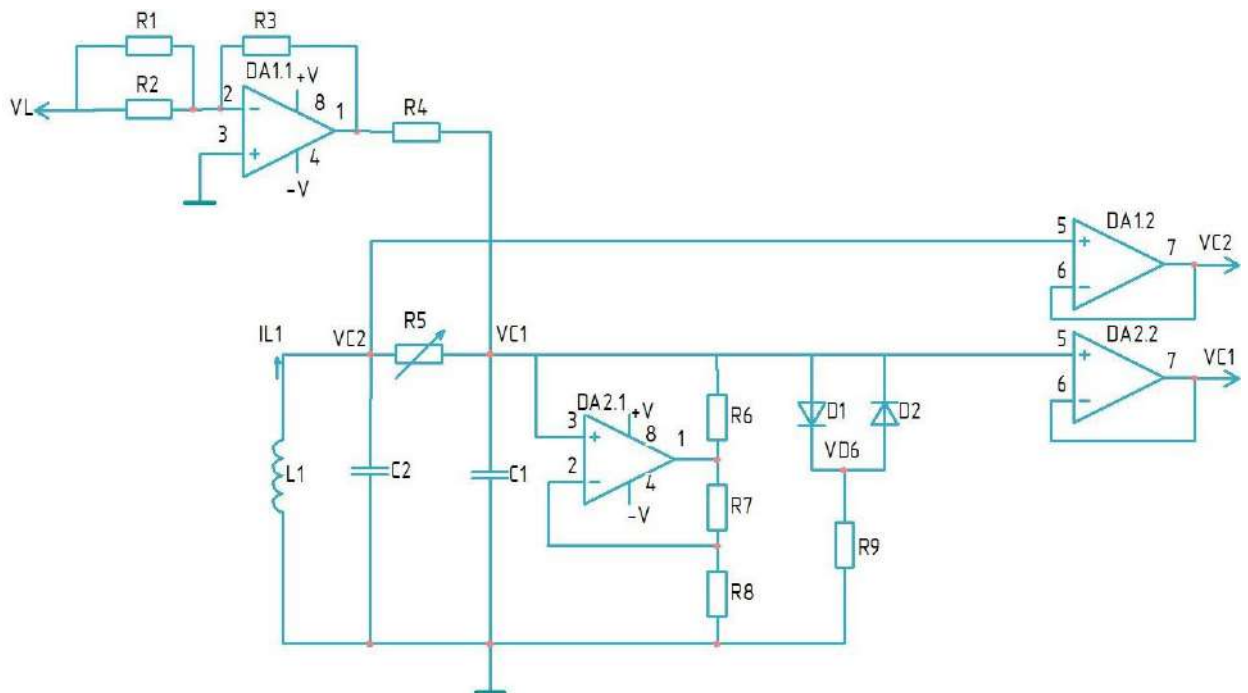 R1
R3
DA1.1
+V
VL
R2
2
8
1
R4
3
4
-V
5
DA1.2
7
VC2
6
IL1
VC2
R5
VC1
5
DA2.2
7
VC1
6
DA2.1
+V
R6
D1
D2
3
8
1
VD6
2
L1
C2
C1
4
-V
R7
R9
R8